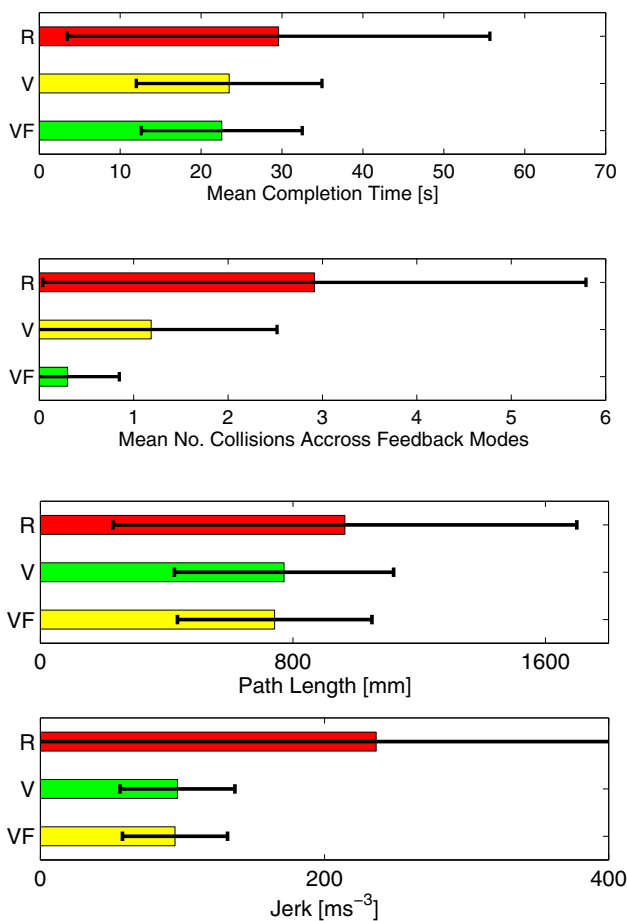 R
V
VF
0 10 20 30 40 50 60 70
Mean Completion Time [s]
R
V
VF
0 1 2 3 4 5 6
Mean No. Collisions Accross Feedback Modes
R
V
VF
0 800 1600
Path Length [mm]
R
V
VF
0 200 400
Jerk [ms⁻³]